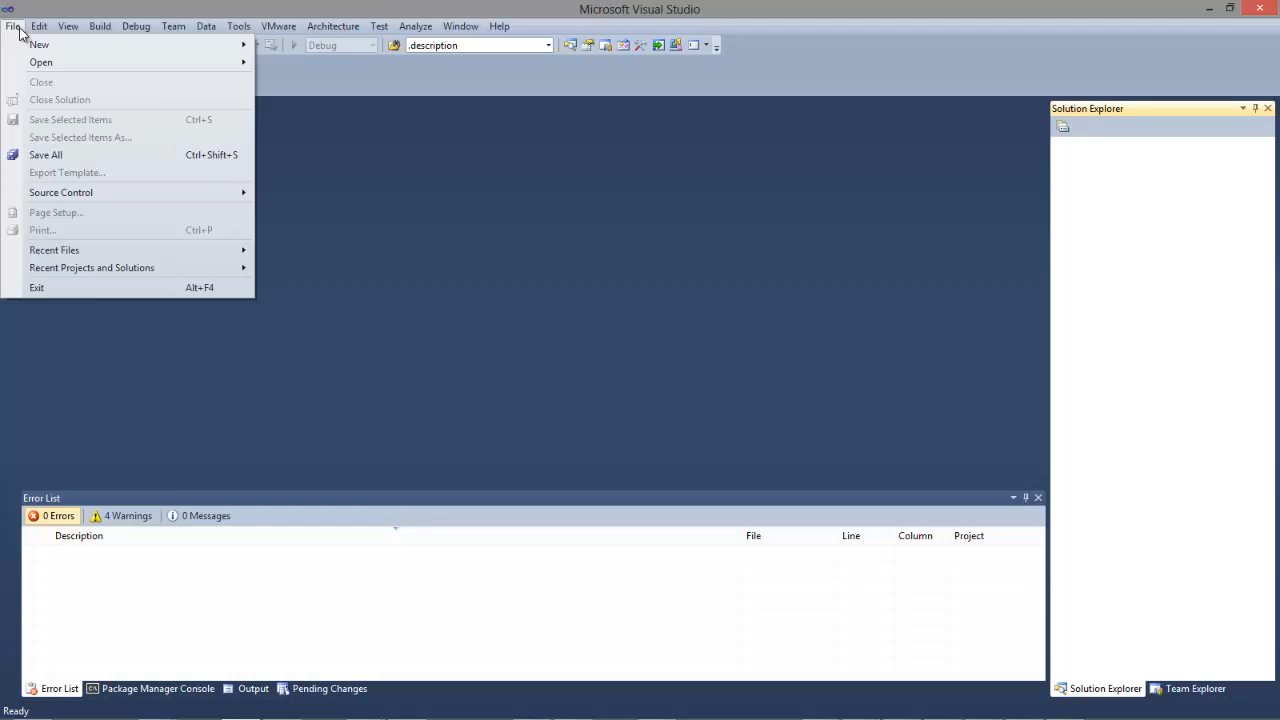 Microsoft Visual Studio
File Edit View Build Debug Team Data Tools VMware Architecture Test Analyze Window Help
Debug .description
New
Open
Close
Close Solution
Save Selected Items Ctrl+S
Save Selected Items As...
Save All Ctrl+Shift+S
Export Template...
Source Control
Page Setup...
Print... Ctrl+P
Recent Files
Recent Projects and Solutions
Exit Alt+F4
Solution Explorer
Error List
0 Errors 4 Warnings 0 Messages
Description File Line Column Project
Error List Package Manager Console Output Pending Changes
Solution Explorer Team Explorer
Ready